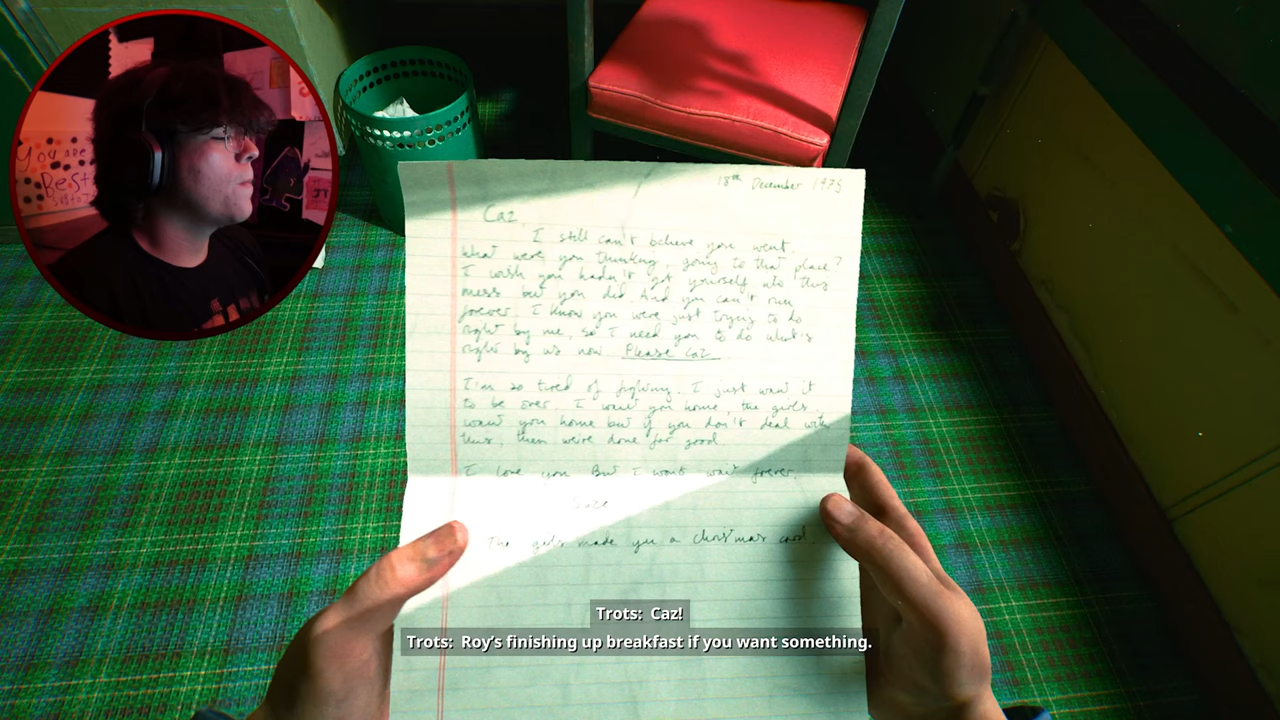 You are
Best
18th December 1975
Caz,
I still can't believe you went.
What were you thinking, going to that place?
I wish you hadn't got yourself into this
mess but you did. And you can't run
forever. I know you were just trying to do
right by me, so I need you to do what's
right by us now. Please Caz.
I'm so tired of fighting. I just want it
to be over. I want you home, the girls
want you home but if you don't deal with
this, then we're done for good.
I love you. But I won't wait forever.
Suze
The girls made you a Christmas card.
Trots: Caz!
Trots: Roy's finishing up breakfast if you want something.